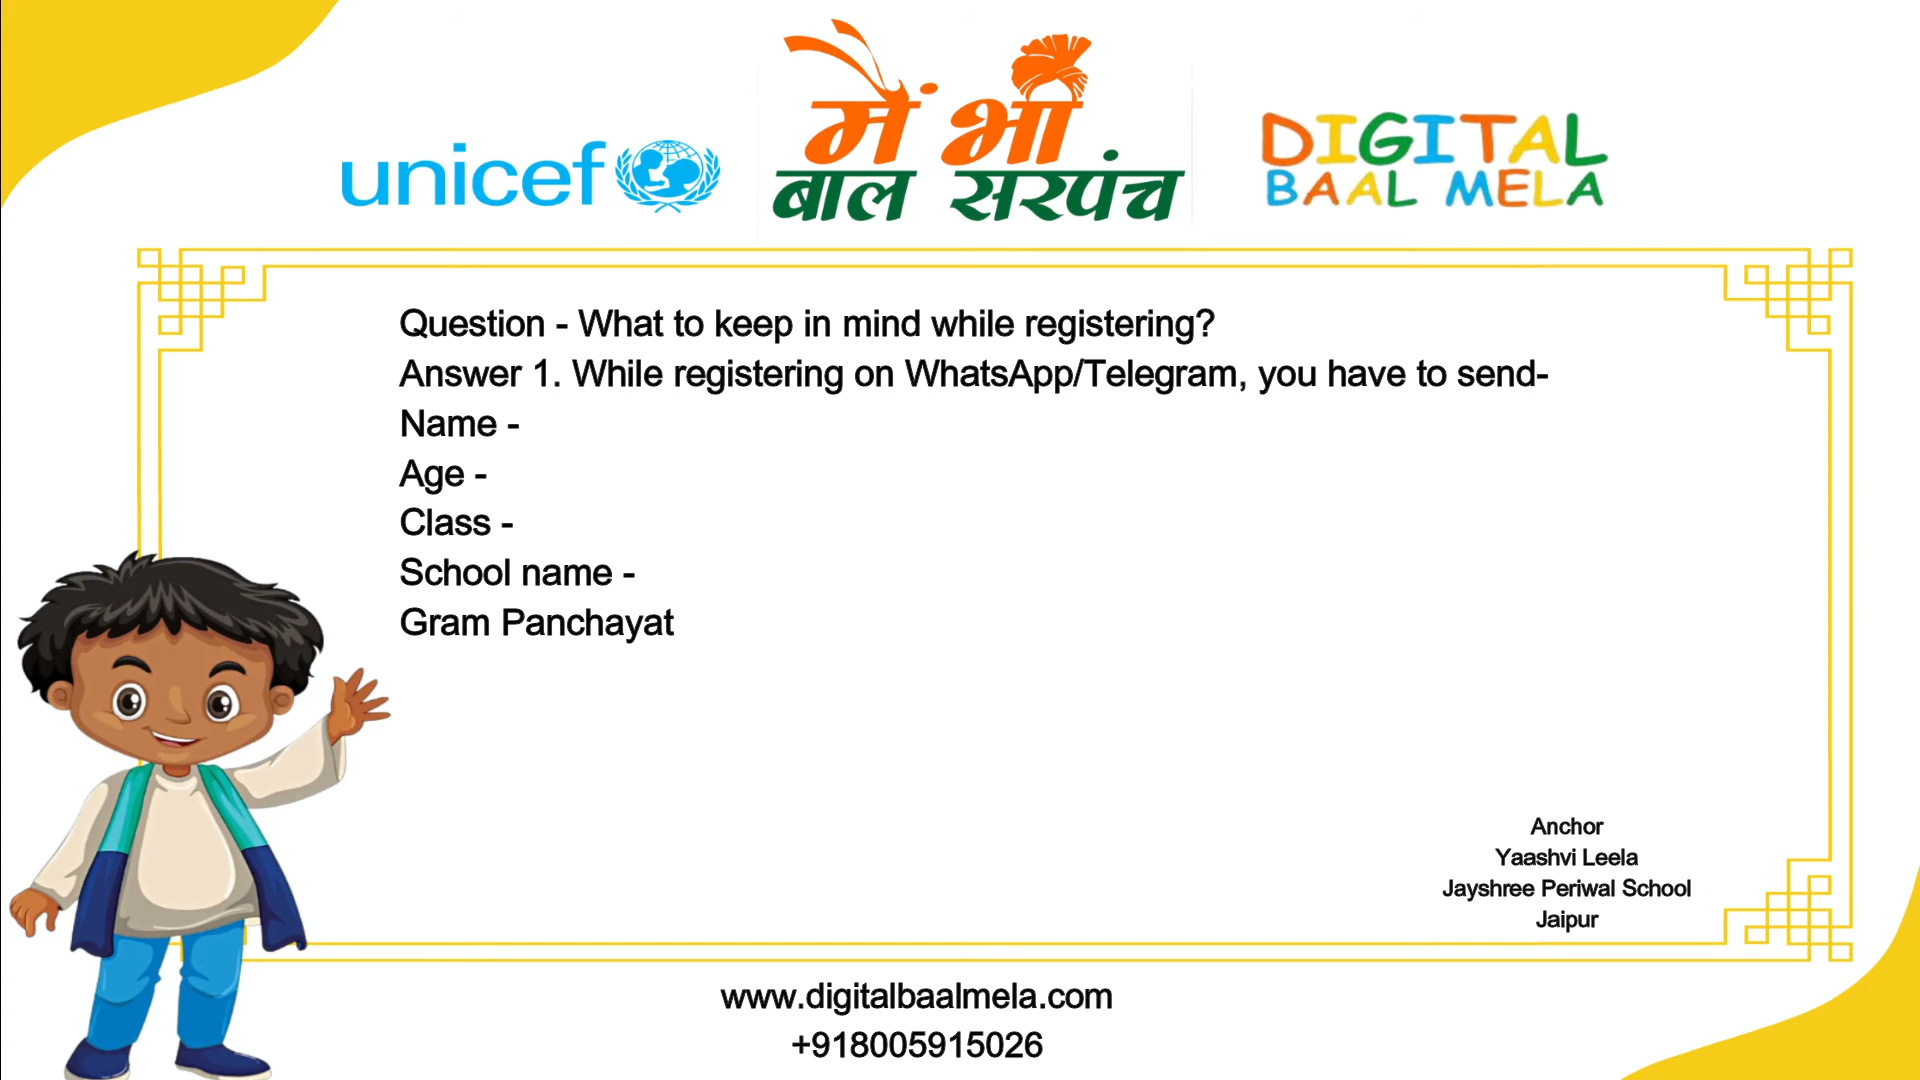 unicef
में भी
बाल सरपंच
DIGITAL
BAAL MELA
Question - What to keep in mind while registering?
Answer 1. While registering on WhatsApp/Telegram, you have to send-
Name -
Age -
Class -
School name -
Gram Panchayat
Anchor
Yaashvi Leela
Jayshree Periwal School
Jaipur
www.digitalbaalmela.com
+918005915026